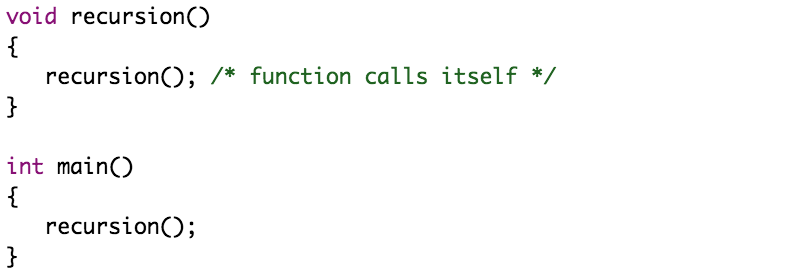 void recursion()
{
   recursion(); /* function calls itself */
}

int main()
{
   recursion();
}